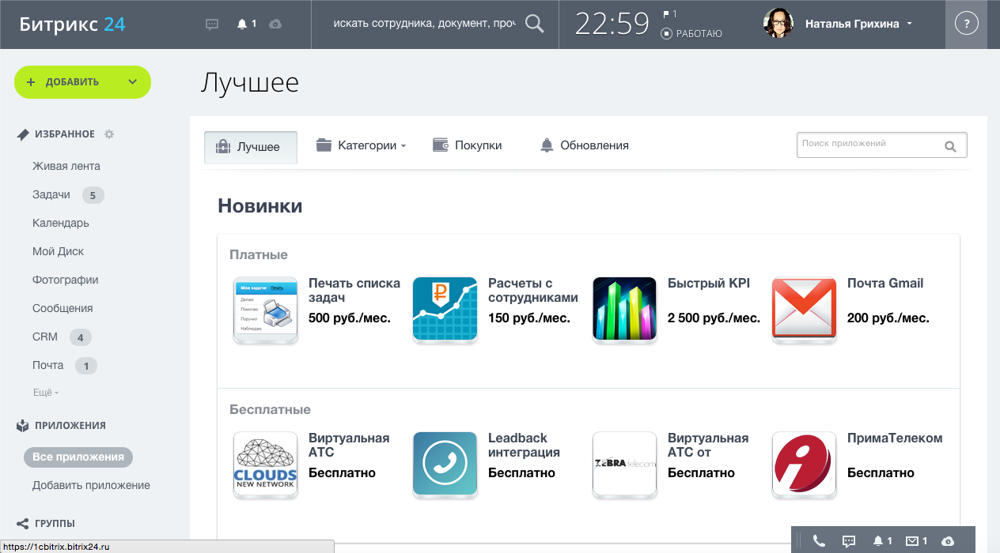 Битрикс 24
1
искать сотрудника, документ, проч
22:59
1
РАБОТАЮ
Наталья Грихина
?
+ ДОБАВИТЬ
Лучшее
ИЗБРАННОЕ
Живая лента
Задачи 5
Календарь
Мой Диск
Фотографии
Сообщения
CRM 4
Почта 1
Ещё
ПРИЛОЖЕНИЯ
Все приложения
Добавить приложение
ГРУППЫ
https://1cbitrix.bitrix24.ru
Лучшее
Категории
Покупки
Обновления
Поиск приложений
Новинки
Платные
Мои задачи Печать
Делаю
Помогаю
Поручил
Наблюдаю
Печать списка
задач
500 руб./мес.
Расчеты с
сотрудниками
150 руб./мес.
Быстрый KPI
2 500 руб./мес.
Почта Gmail
200 руб./мес.
Бесплатные
CLOUDS
NEW NETWORK
Виртуальная
АТС
Бесплатно
Leadback
интеграция
Бесплатно
ZEBRA telecom
Виртуальная
АТС от
Бесплатно
ПримаТелеком
Бесплатно
1
1